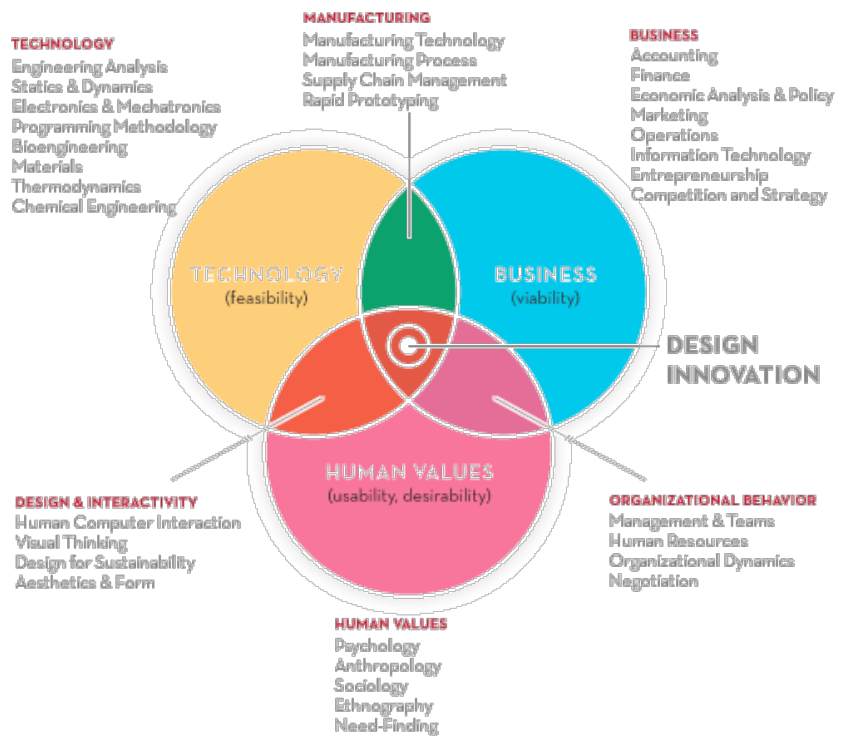 MANUFACTURING
Manufacturing Technology
Manufacturing Process
Supply Chain Management
Rapid Prototyping
TECHNOLOGY
Engineering Analysis
Statics & Dynamics
Electronics & Mechatronics
Programming Methodology
Bioengineering
Materials
Thermodynamics
Chemical Engineering
BUSINESS
Accounting
Finance
Economic Analysis & Policy
Marketing
Operations
Information Technology
Entrepreneurship
Competition and Strategy
TECHNOLOGY
(feasibility)
BUSINESS
(viability)
DESIGN
INNOVATION
HUMAN VALUES
(usability, desirability)
DESIGN & INTERACTIVITY
Human Computer Interaction
Visual Thinking
Design for Sustainability
Aesthetics & Form
ORGANIZATIONAL BEHAVIOR
Management & Teams
Human Resources
Organizational Dynamics
Negotiation
HUMAN VALUES
Psychology
Anthropology
Sociology
Ethnography
Need-Finding